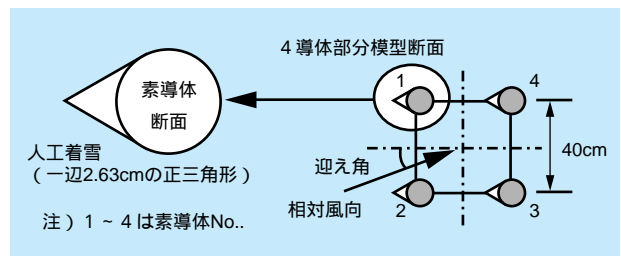 4導体部分模型断面
素導体
断面
1
4
人工着雪
(一辺2.63cmの正三角形)
迎え角
40cm
相対風向
2
3
注)1~4は素導体No..